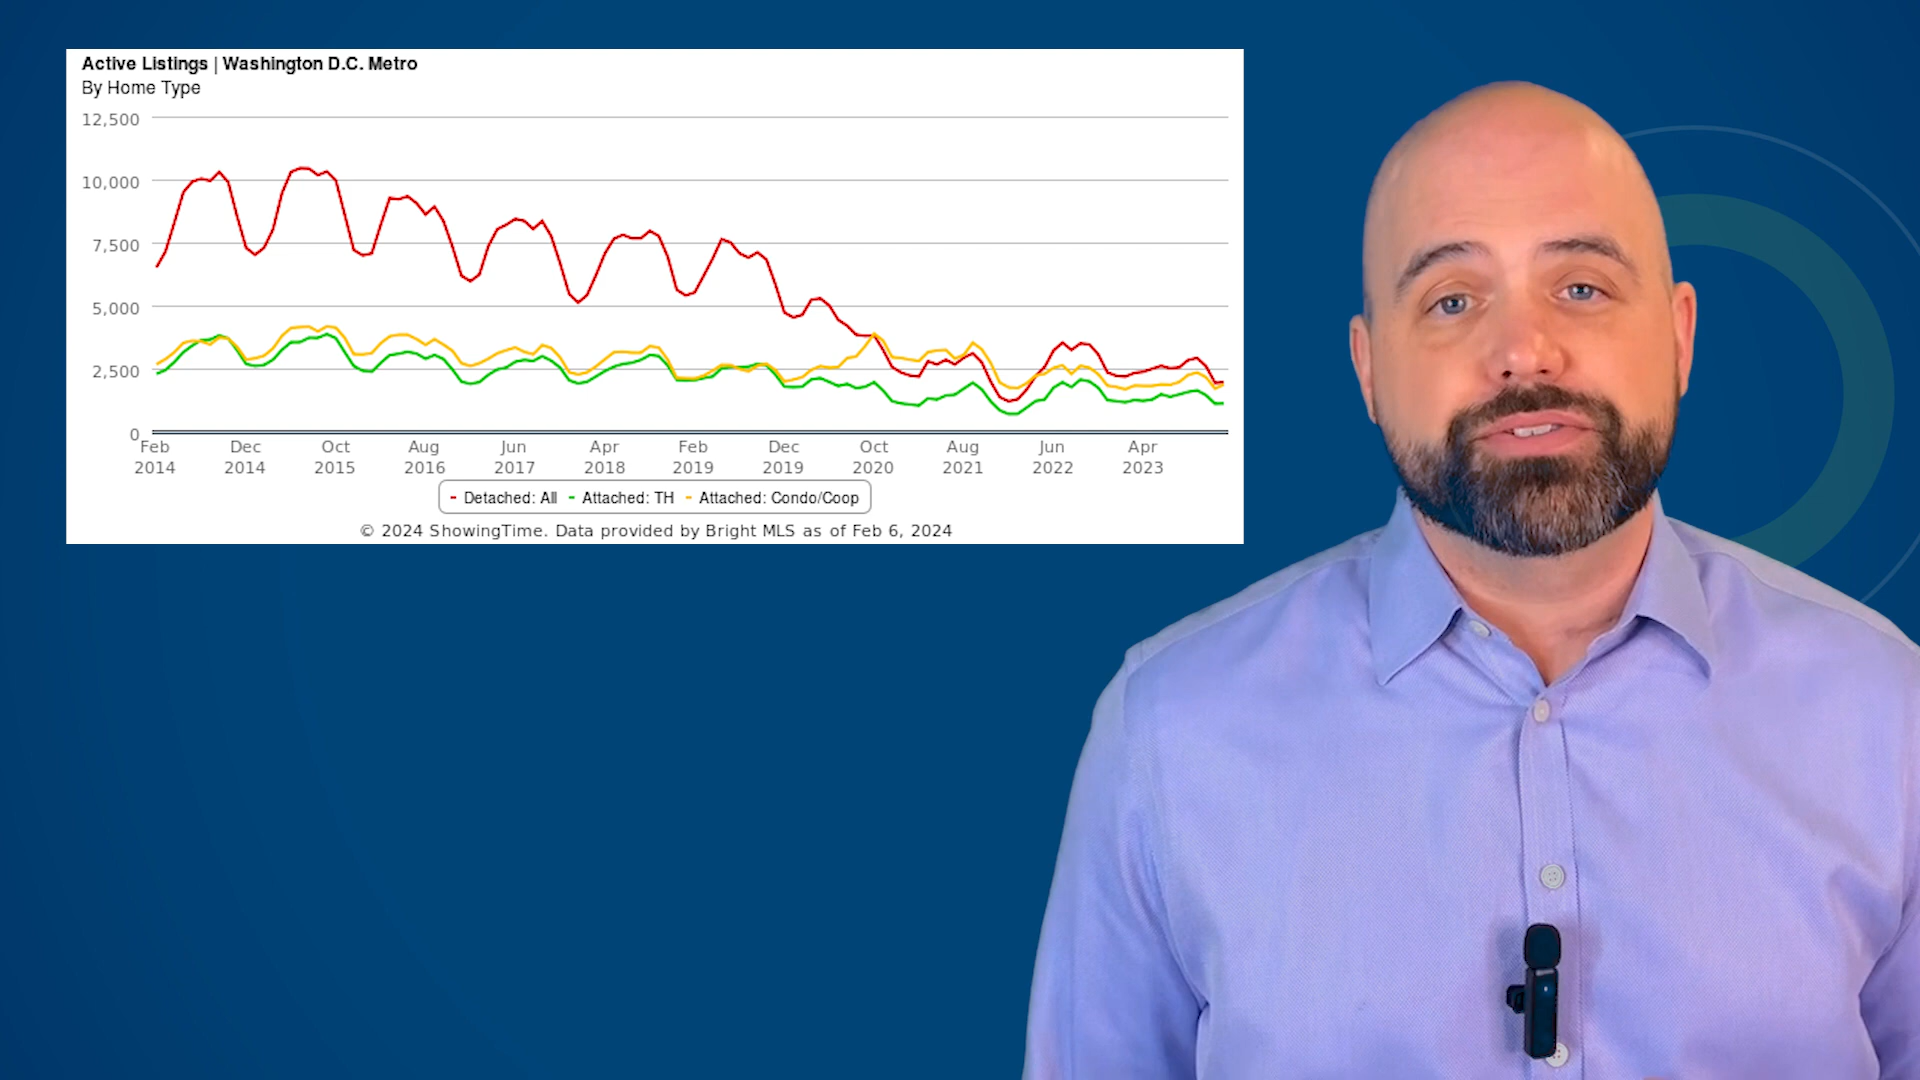 Active Listings | Washington D.C. Metro
By Home Type
12,500
10,000
7,500
5,000
2,500
0
Feb Dec Oct Aug Jun Apr Feb Dec Oct Aug Jun Apr
2014 2014 2015 2016 2017 2018 2019 2019 2020 2021 2022 2023
Detached: All Attached: TH Attached: Condo/Coop
© 2024 ShowingTime. Data provided by Bright MLS as of Feb 6, 2024